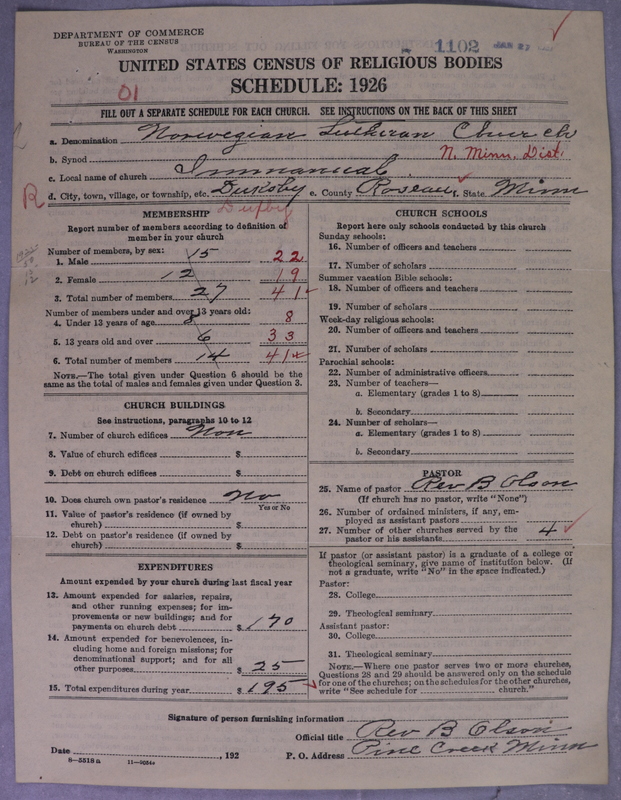 DEPARTMENT OF COMMERCE
BUREAU OF THE CENSUS
WASHINGTON
1102 JAN 27
UNITED STATES CENSUS OF RELIGIOUS BODIES
SCHEDULE: 1926
01
FILL OUT A SEPARATE SCHEDULE FOR EACH CHURCH. SEE INSTRUCTIONS ON THE BACK OF THIS SHEET
a. Denomination Norwegian Lutheran Church
b. Synod N. Minn. Dist.
c. Local name of church Immanuel
R d. City, town, village, or township, etc. Duksby e. County Roseau f. State Minn
Duxby
MEMBERSHIP
Report number of members according to definition of
member in your church
Number of members, by sex:
1. Male 15 22
2. Female 12 19
3. Total number of members 27 41
Number of members under and over 13 years old:
4. Under 13 years of age 8 8
5. 13 years old and over 6 33
6. Total number of members 14 41
NOTE.—The total given under Question 6 should be
same as the total of males and females given under Question 3.
CHURCH BUILDINGS
See instructions, paragraphs 10 to 12
7. Number of church edifices Non
8. Value of church edifices $
9. Debt on church edifices $
10. Does church own pastor's residence No
Yes or No
11. Value of pastor's residence (if owned by
church) $
12. Debt on pastor's residence (if owned by
church) $
EXPENDITURES
Amount expended by your church during last fiscal year
13. Amount expended for salaries, repairs,
and other running expenses; for im-
provements or new buildings; and for
payments on church debt $ 170
14. Amount expended for benevolences, in-
cluding home and foreign missions; for
denominational support; and for all
other purposes $ 25
15. Total expenditures during year $ 195
CHURCH SCHOOLS
Report here only schools conducted by this church
Sunday schools:
16. Number of officers and teachers
17. Number of scholars
Summer vacation Bible schools:
18. Number of officers and teachers
19. Number of scholars
Week-day religious schools:
20. Number of officers and teachers
21. Number of scholars
Parochial schools:
22. Number of administrative officers
23. Number of teachers—
a. Elementary (grades 1 to 8)
b. Secondary
24. Number of scholars—
a. Elementary (grades 1 to 8)
b. Secondary
PASTOR
25. Name of pastor Rev B Olson
(If church has no pastor, write "None")
26. Number of ordained ministers, if any, em-
ployed as assistant pastors
27. Number of other churches served by the
pastor or his assistants 4
If pastor (or assistant pastor) is a graduate of a college or
theological seminary, give name of institution below. (If
not a graduate, write "No" in the space indicated.)
Pastor:
28. College
29. Theological seminary
Assistant pastor:
30. College
31. Theological seminary
NOTE.—Where one pastor serves two or more churches,
Questions 28 and 29 should be answered only on the schedule
for one of the churches; on the schedules for the other churches,
write "See schedule for church."
Signature of person furnishing information
Official title Rev B Olson
Date , 192 P. O. Address Pine Creek Minn
8—5518 a